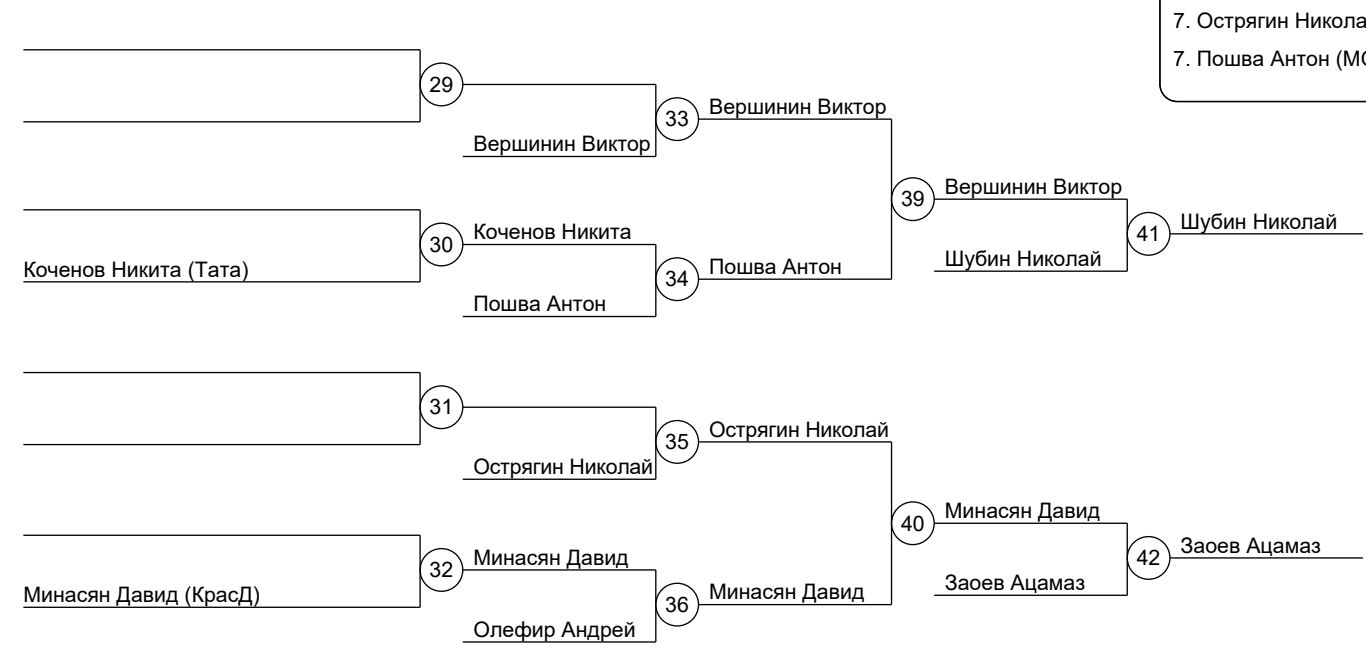 7. Острягин
7. Пошва Антон
29
33
Вершинин Виктор
Вершинин Виктор
39
Вершинин Виктор
41
Шубин Николай
30
Коченов Никита
Коченов Никита (Тата)
34
Пошва Антон
Шубин Николай
Пошва Антон
31
35
Острягин Николай
Острягин Николай
40
Минасян Давид
42
Заоев Ацамаз
32
Минасян Давид
Минасян Давид (КрасД)
36
Минасян Давид
Заоев Ацамаз
Олефир Андрей